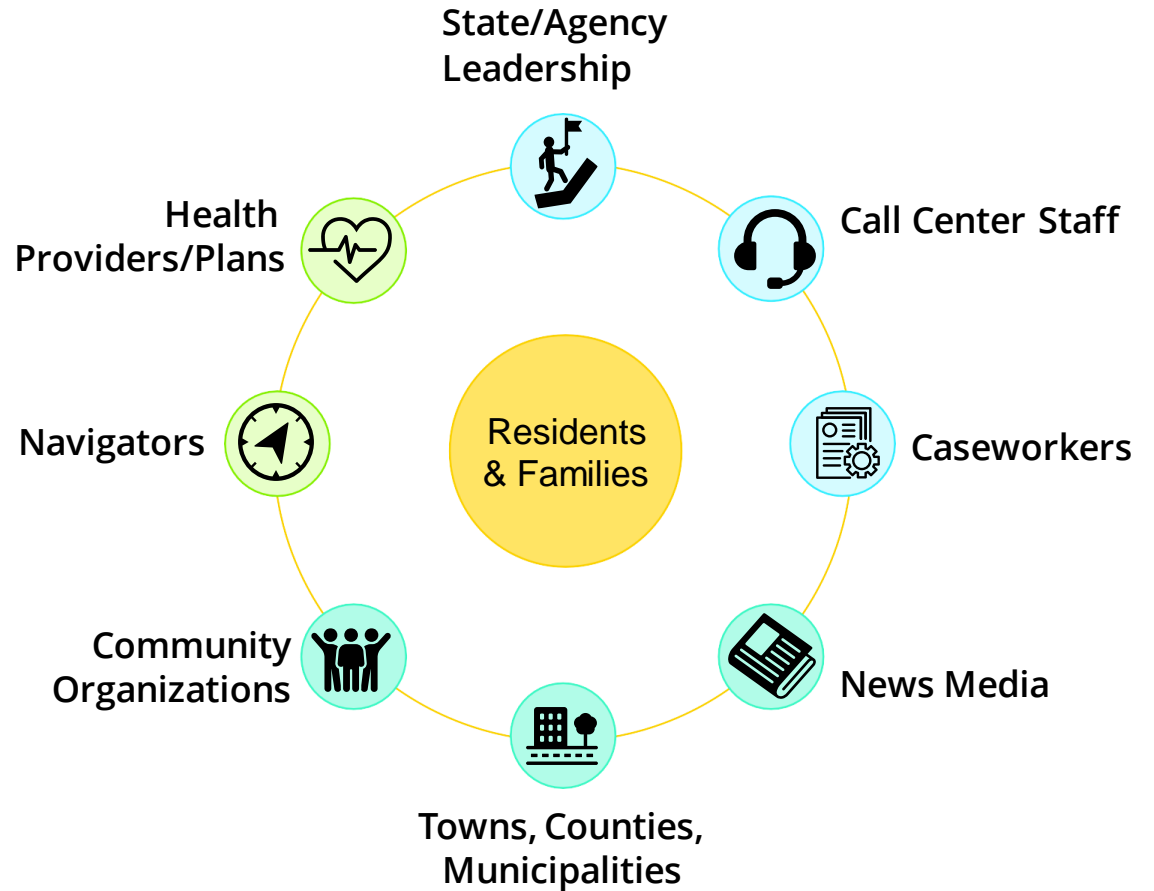 State/Agency
Leadership
Health
Providers/Plans
Call Center Staff
Navigators
Residents
& Families
Caseworkers
Community
Organizations
News Media
Towns, Counties,
Municipalities